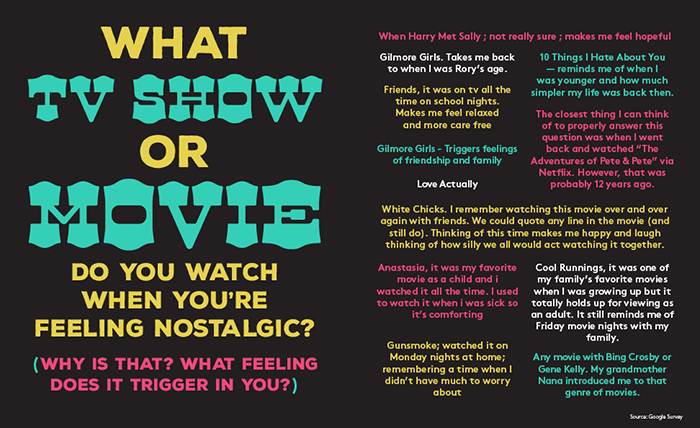 WHAT
TV SHOW
OR
MOVIE
DO YOU WATCH
WHEN YOU'RE
FEELING NOSTALGIC?
(WHY IS THAT? WHAT FEELING
DOES IT TRIGGER IN YOU?)
When Harry Met Sally ; not really sure ; makes me feel hopeful
Gilmore Girls. Takes me back
to when I was Rory's age.
Friends, it was on tv all the
time on school nights.
Makes me feel relaxed
and more care free
Gilmore Girls - Triggers feelings
of friendship and family
Love Actually
10 Things I Hate About You
— reminds me of when I
was younger and how much
simpler my life was back then.
The closest thing I can think
of to properly answer this
question was when I went
back and watched "The
Adventures of Pete & Pete" via
Netflix. However, that was
probably 12 years ago.
White Chicks. I remember watching this movie over and over
again with friends. We could quote any line in the movie (and
still do). Thinking of this time makes me happy and laugh
thinking of how silly we all would act watching it together.
Anastasia, it was my favorite
movie as a child and i
watched it all the time. I used
to watch it when i was sick so
it's comforting
Gunsmoke; watched it on
Monday nights at home;
remembering a time when I
didn't have much to worry
about
Cool Runnings, it was one of
my family's favorite movies
when I was growing up but it
totally holds up for viewing as
an adult. It still reminds me of
Friday movie nights with my
family.
Any movie with Bing Crosby or
Gene Kelly. My grandmother
Nana introduced me to that
genre of movies.
Source: Google Survey